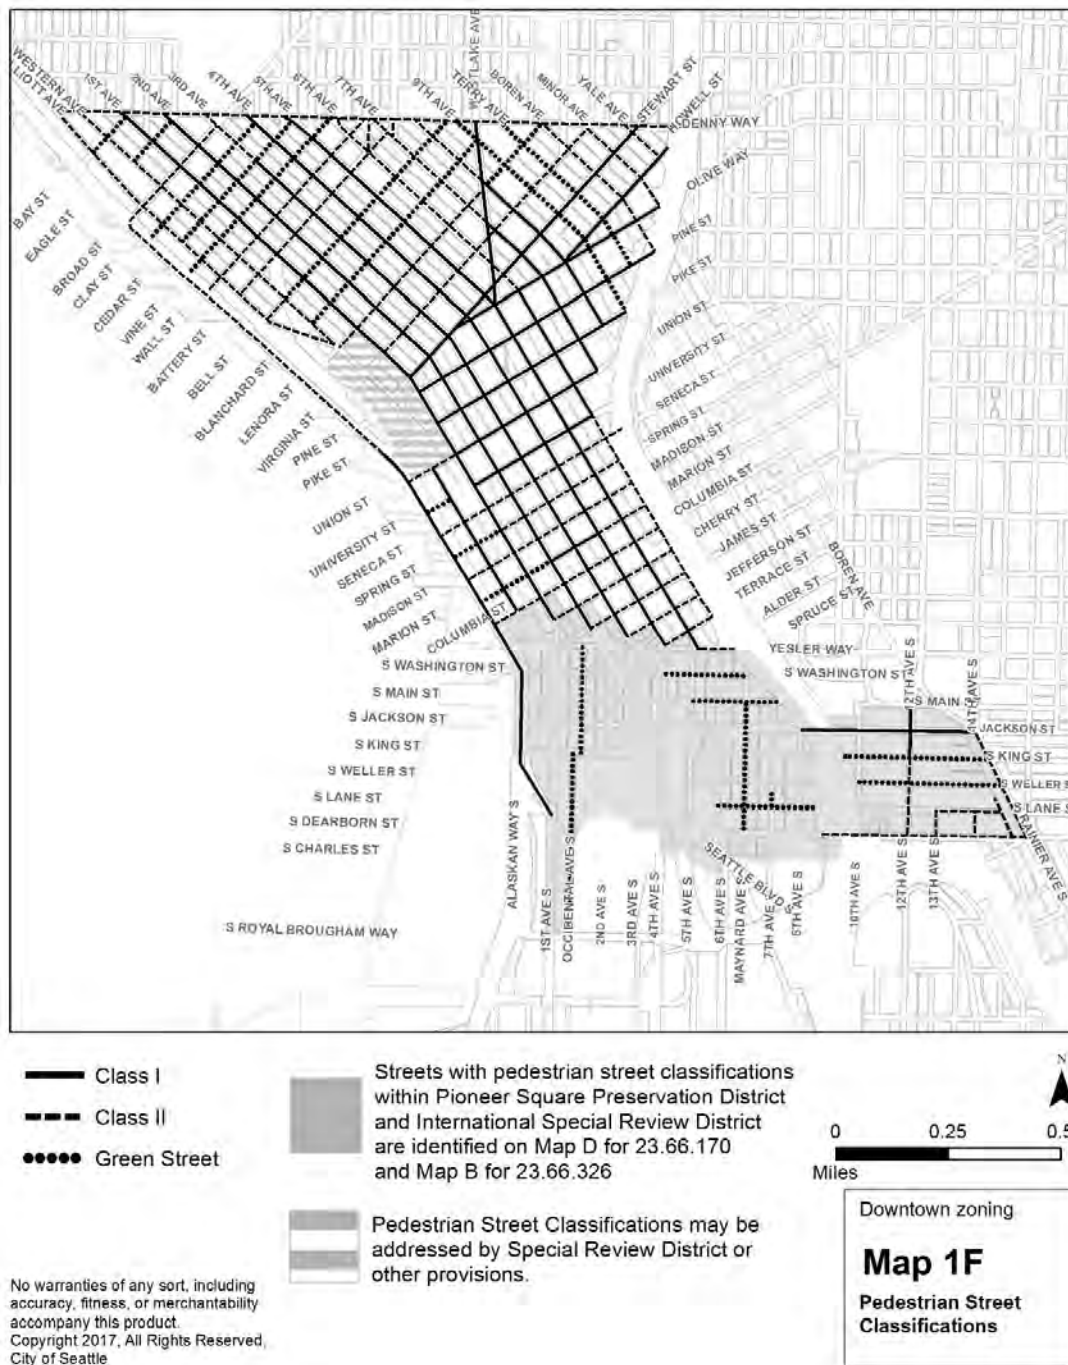 WESTERN AVE
ELLIOTT AVE
1ST AVE
2ND AVE
3RD AVE
4TH AVE
5TH AVE
6TH AVE
7TH AVE
9TH AVE
TERRY AVE
BOREN AVE
MINOR AVE
YALE AVE
STEWART ST
HOWELL ST
DENNY WAY
OLIVE WAY
PINE ST
PIKE ST
UNION ST
UNIVERSITY ST
SENECA ST
SPRING ST
MADISON ST
MARION ST
COLUMBIA ST
CHERRY ST
JAMES ST
JEFFERSON ST
TERRACE ST
ALDER ST
SPRUCE ST
BOREN AVE
YESLER WAY
S WASHINGTON ST
BAY ST
EAGLE ST
BROAD ST
CLAY ST
CEDAR ST
VINE ST
WALL ST
BATTERY ST
BELL ST
BLANCHARD ST
LENORA ST
VIRGINIA ST
PINE ST
PIKE ST
UNION ST
UNIVERSITY ST
SENECA ST
SPRING ST
MADISON ST
MARION ST
COLUMBIA ST
S WASHINGTON ST
S MAIN ST
S JACKSON ST
S KING ST
S WELLER ST
S LANE ST
S DEARBORN ST
S CHARLES ST
S ROYAL BROUGHAM WAY
12TH AVE S
14TH AVE S
S MAIN ST
JACKSON ST
S KING ST
S WELLER S
S LANE ST
RAINIER AVE S
SEATTLE BLVD S
ALASKAN WAY S
1ST AVE S
OCCIDENTAL AVE S
2ND AVE S
3RD AVE S
4TH AVE S
5TH AVE S
6TH AVE S
MAYNARD AVE S
7TH AVE S
8TH AVE S
10TH AVE S
12TH AVE S
13TH AVE S
Class I
Class II
Green Street
Streets with pedestrian street classifications
within Pioneer Square Preservation District
and International Special Review District
are identified on Map D for 23.66.170
and Map B for 23.66.326
Pedestrian Street Classifications may be
addressed by Special Review District or
other provisions.
N
0 0.25 0.5
Miles
Downtown zoning
Map 1F
Pedestrian Street
Classifications
No warranties of any sort, including
accuracy, fitness, or merchantability
accompany this product.
Copyright 2017, All Rights Reserved,
City of Seattle